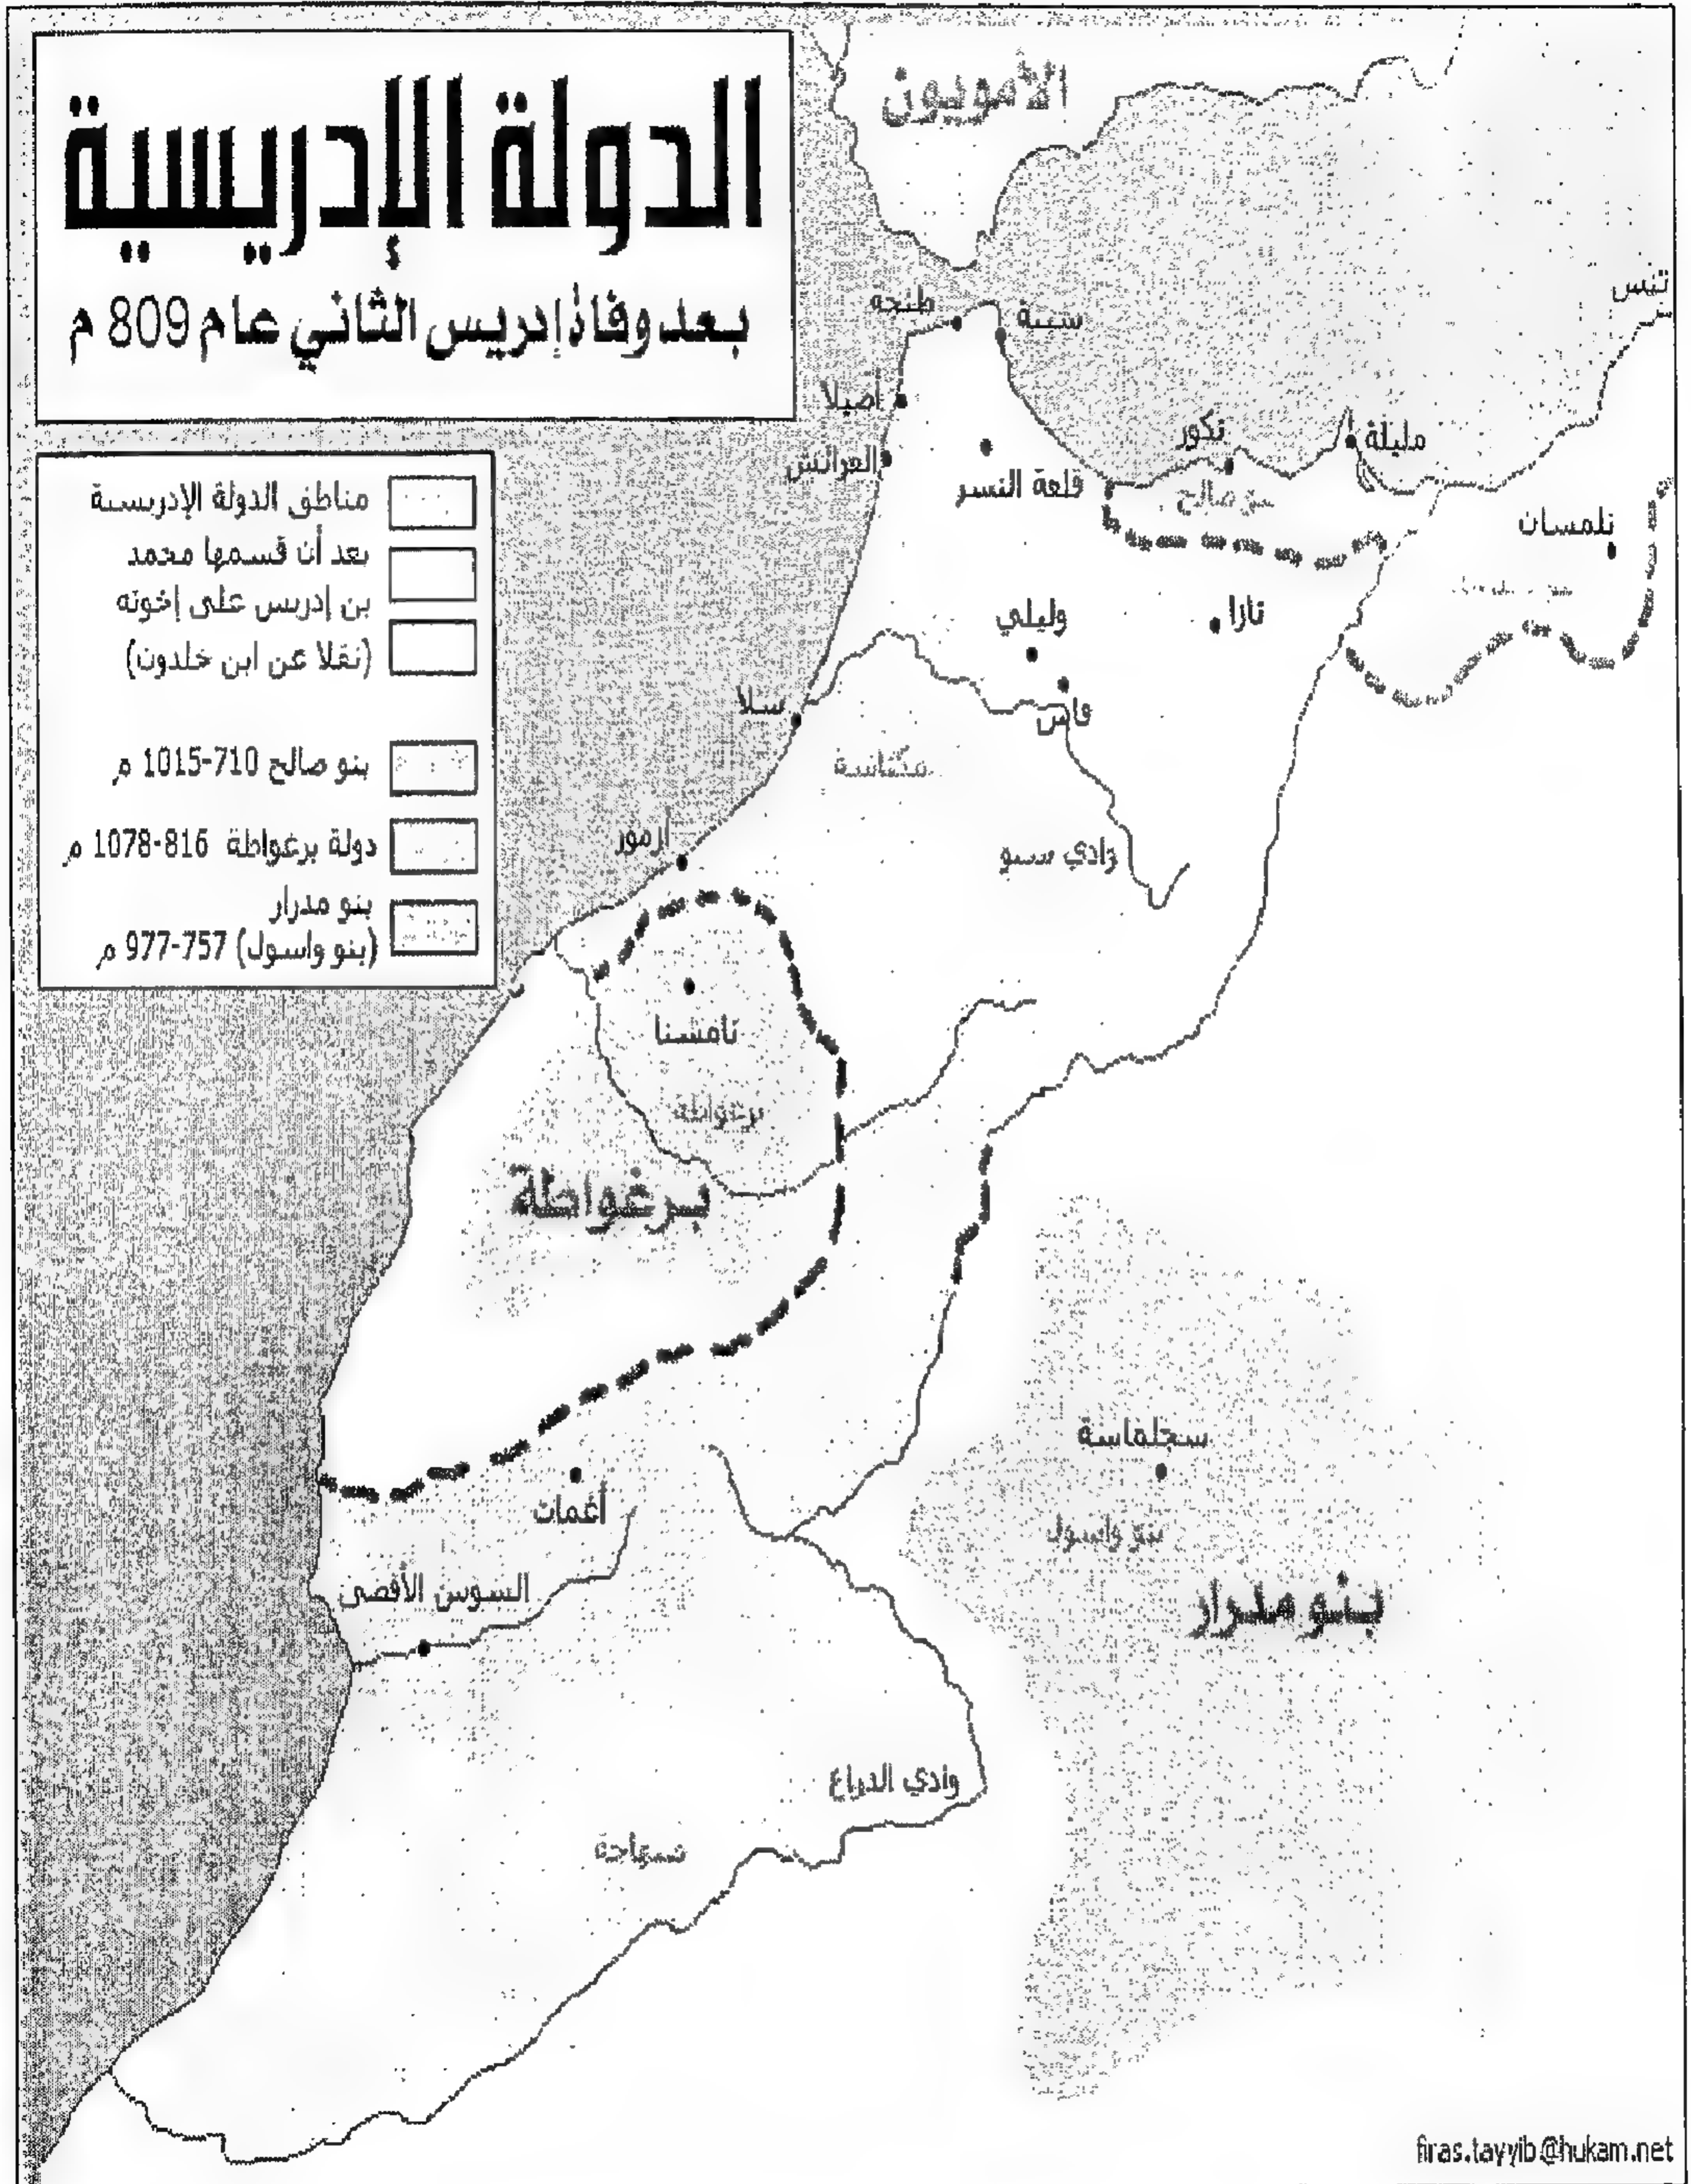 الدولة الإدريسية
بعد وفاة إدريس الثاني عام 809 م
مناطق الدولة الإدريسية
بعد أن قسمها محمد
بن إدريس على إخوته
(نقلا عن ابن خلدون)
بنو صالح 710-1015 م
دولة برغواطة 816-1078 م
بنو مدرار
(بنو واسول) 757-977 م
الأمويون
تنس
طنجة
سبتة
أصيلا
العرائش
قلعة النسر
نكور
مليلة
بنو صالح
تلمسان
وليلي
تازا
فاس
سلا
مكناسة
وادي سبو
أزمور
تامسنا
برغواطة
برغواطة
سجلماسة
بنو واسول
بنو مدرار
أغمات
السوس الأقصى
وادي الدراع
firas.tayyib@hukam.net